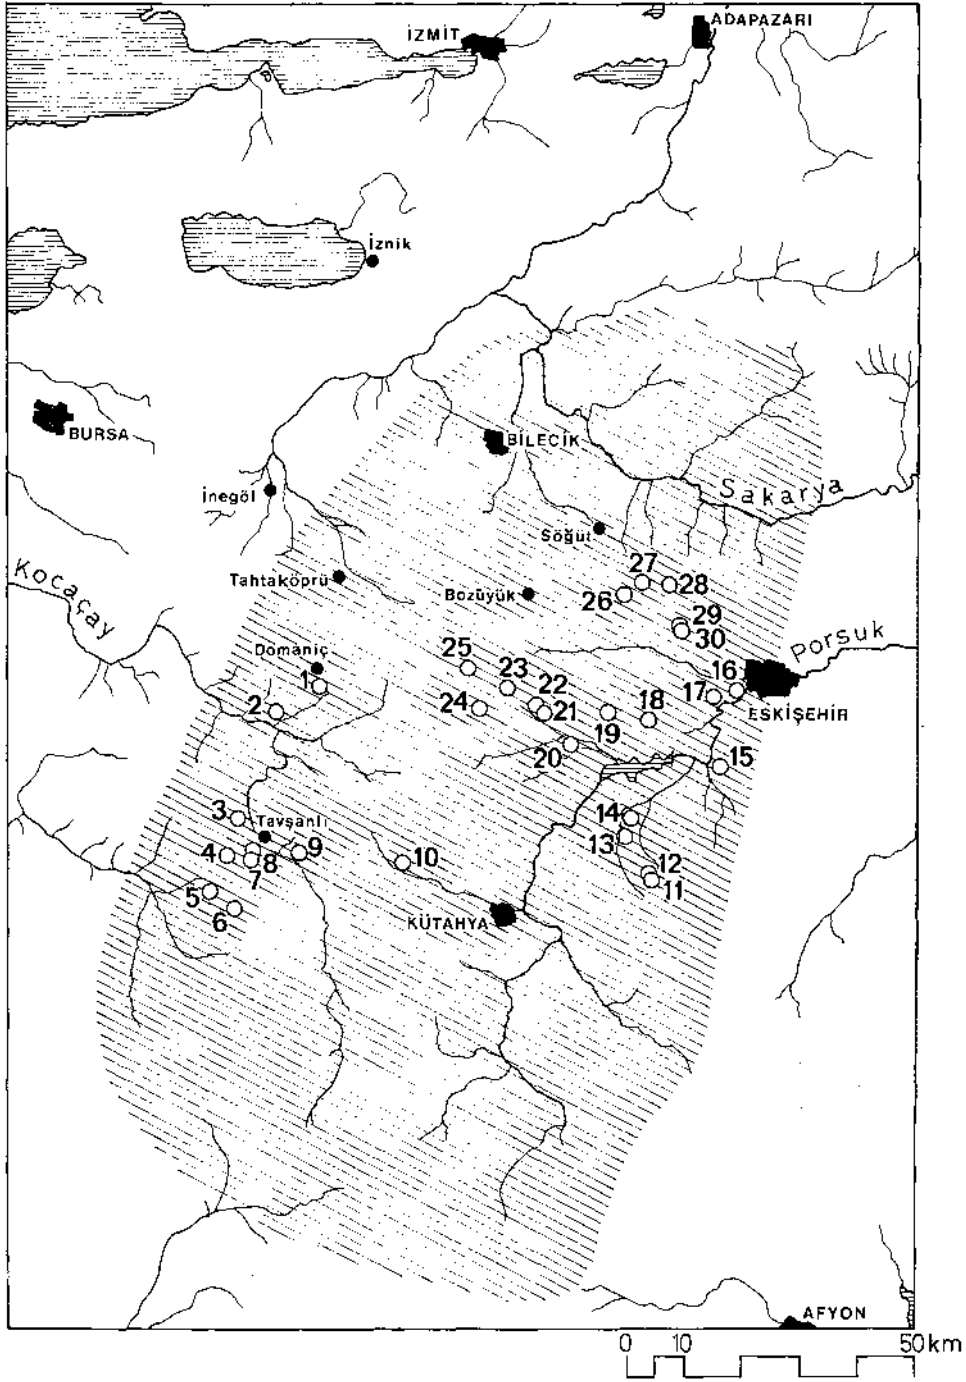 ADAPAZARI
İZMİT
İznik
BURSA
BİLECİK
İnegöl
Sakarya
Söğüt
Tahtaköprü
Bozüyük
27
28
26
Kocaçay
29
30
Porsuk
Domaniç
25
23
16
1
22
17
2
24
21
18
ESKİŞEHİR
19
20
15
3
14
Tavşanlı
13
4
9
10
8
12
7
11
5
6
KÜTAHYA
AFYON
0 10 50 km